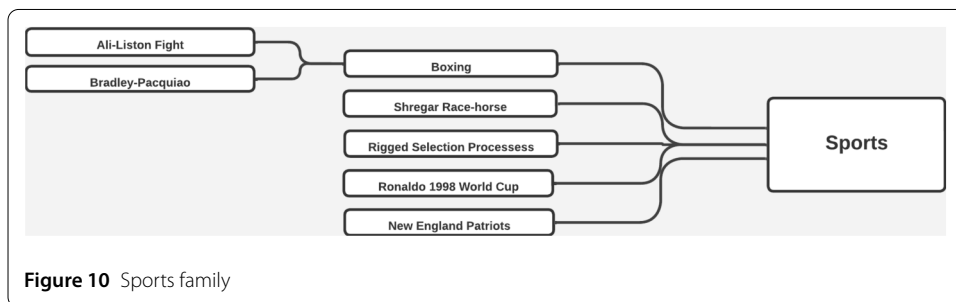 Ali-Liston Fight
Bradley-Pacquiao
Boxing
Shregar Race-horse
Rigged Selection Processess
Ronaldo 1998 World Cup
New England Patriots
Sports
Figure 10 Sports family